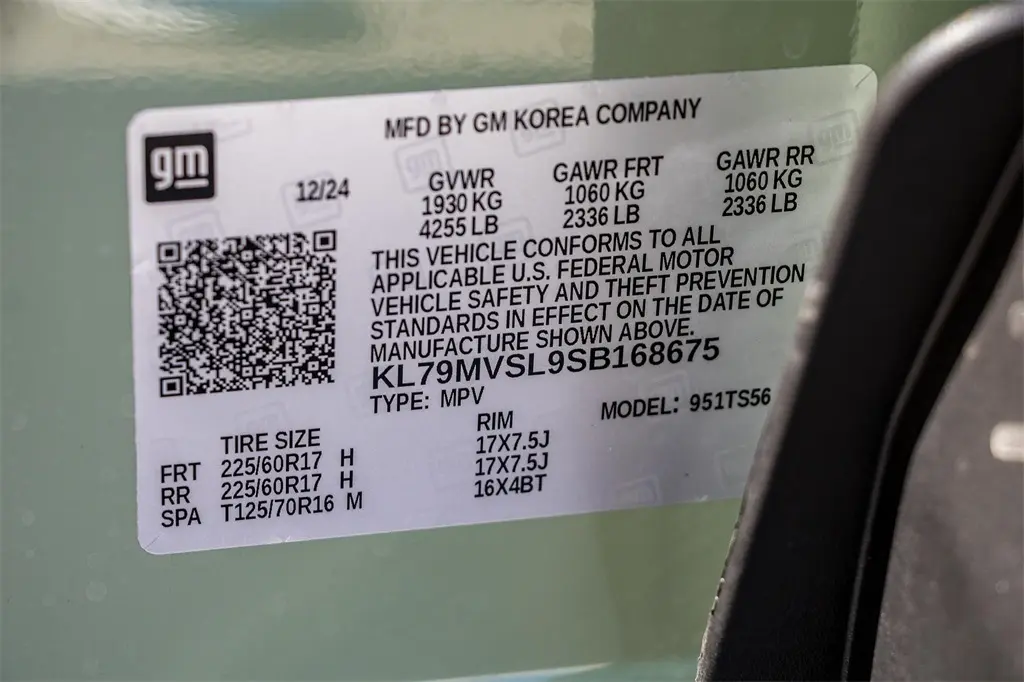 MFD BY GM KOREA COMPANY
gm
12/24
GVWR GAWR FRT GAWR RR
1930 KG 1060 KG 1060 KG
4255 LB 2336 LB 2336 LB
THIS VEHICLE CONFORMS TO ALL
APPLICABLE U.S. FEDERAL MOTOR
VEHICLE SAFETY AND THEFT PREVENTION
STANDARDS IN EFFECT ON THE DATE OF
MANUFACTURE SHOWN ABOVE.
KL79MVSL9SB168675
TYPE: MPV MODEL: 951TS56
TIRE SIZE RIM
FRT 225/60R17 H 17X7.5J
RR 225/60R17 H 17X7.5J
SPA T125/70R16 M 16X4BT